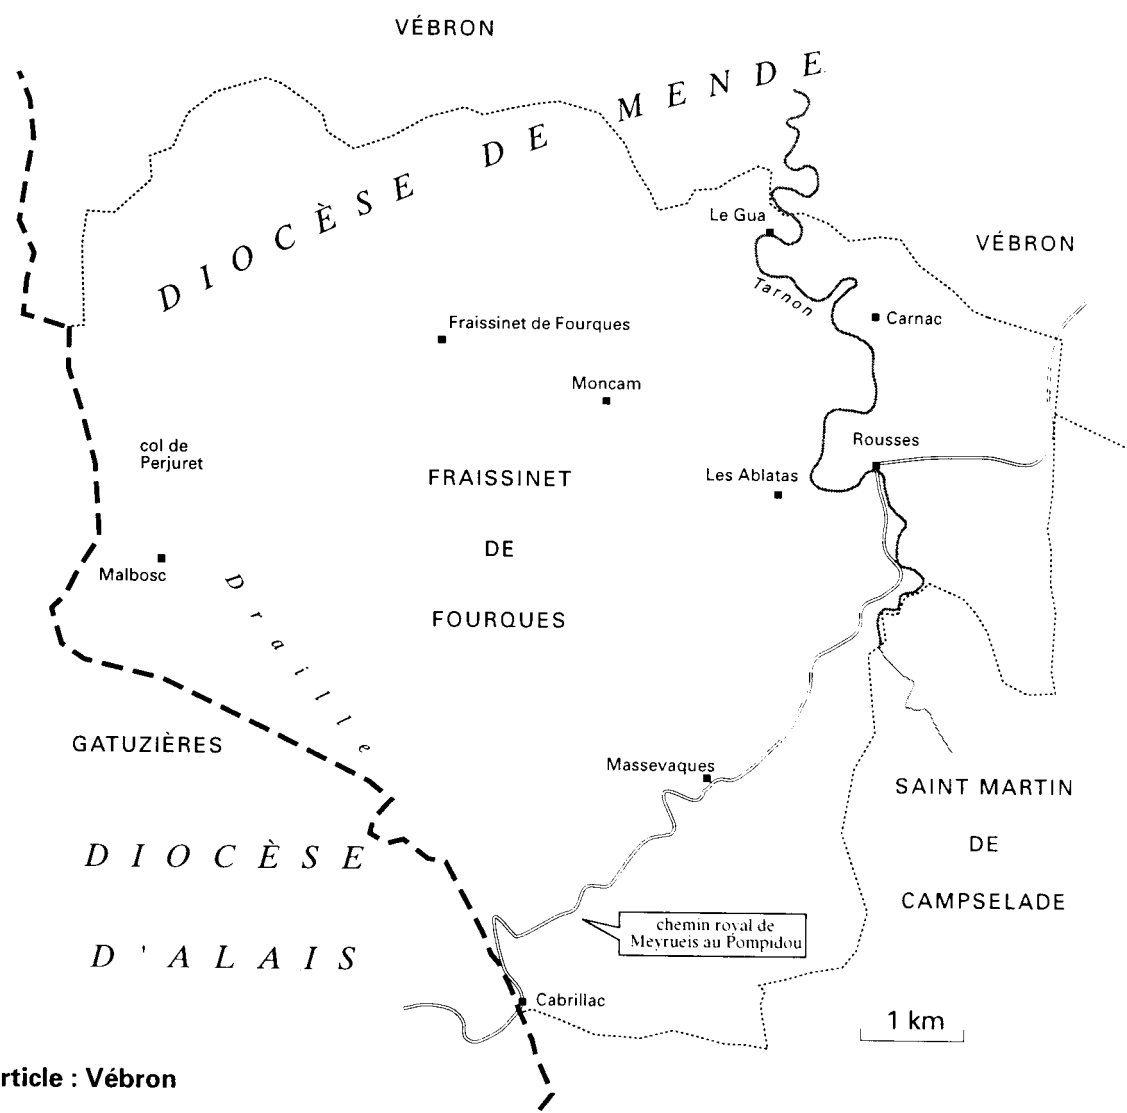 VÉBRON
DIOCÈSE DE MENDE
Le Gua
VÉBRON
Tarnon
Fraissinet de Fourques
Carnac
Moncam
col de
Perjuret
Rousses
FRAISSINET
Les Ablatas
DE
Malbosc
Draille
FOURQUES
GATUZIÈRES
Massevaques
SAINT MARTIN
DE
CAMPSELADE
DIOCÈSE
D'ALAIS
chemin royal de
Meyrueis au Pompidou
Cabrillac
1 km
rticle : Vébron